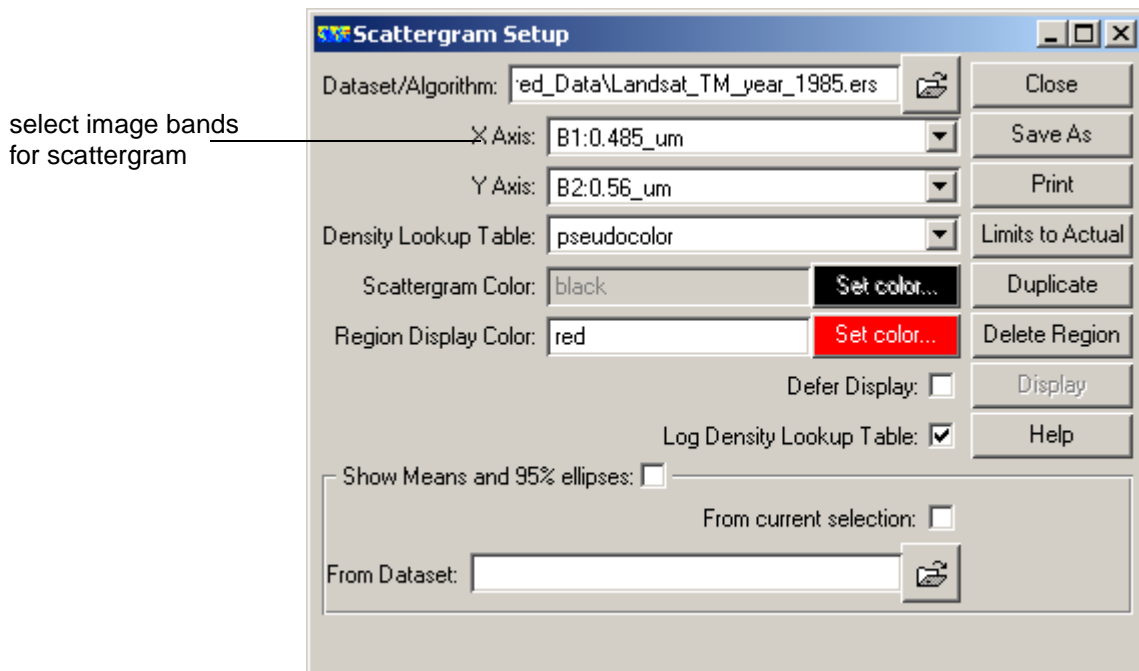 Scattergram Setup
Dataset/Algorithm: red_Data\Landsat_TM_year_1985.ers
Close
select image bands
for scattergram
X Axis: B1:0.485_um
Save As
Y Axis: B2:0.56_um
Print
Density Lookup Table: pseudocolor
Limits to Actual
Scattergram Color: black Set color...
Duplicate
Region Display Color: red Set color...
Delete Region
Defer Display:
Display
Log Density Lookup Table:
Help
Show Means and 95% ellipses:
From current selection:
From Dataset: